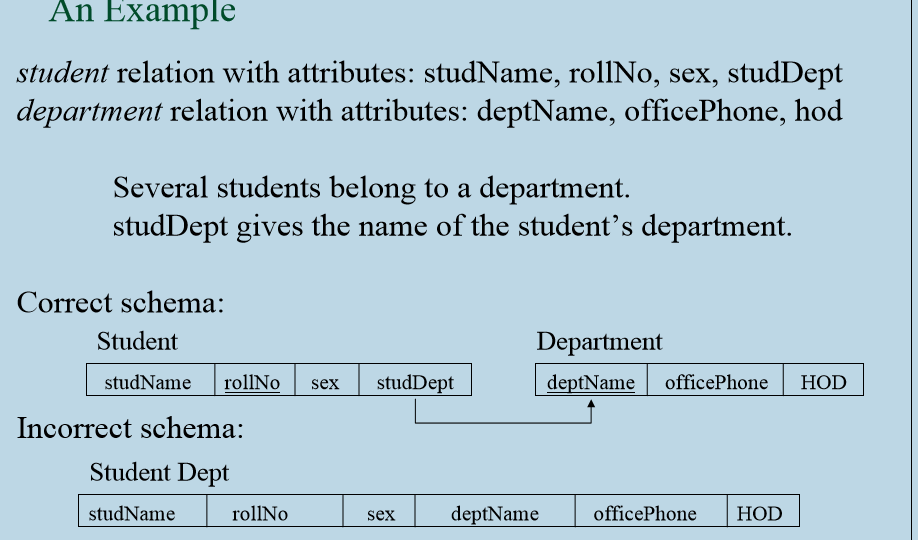 An Example
student relation with attributes: studName, rollNo, sex, studDept
department relation with attributes: deptName, officePhone, hod
Several students belong to a department.
studDept gives the name of the student’s department.
Correct schema:
Student Department
studName rollNo sex studDept deptName officePhone HOD
Incorrect schema:
Student Dept
studName rollNo sex deptName officePhone HOD